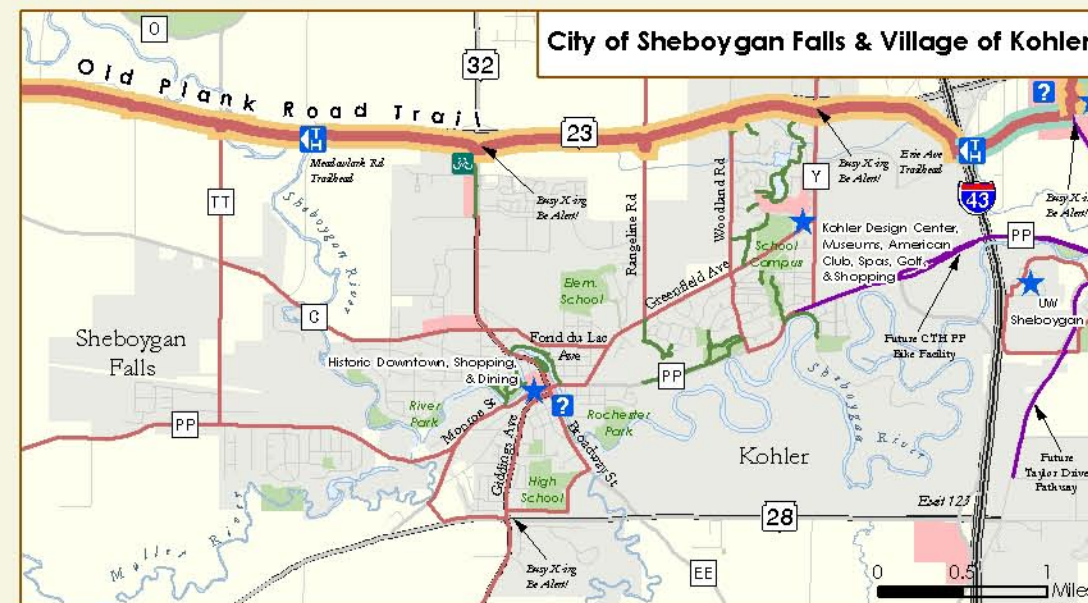 City of Sheboygan Falls & Village of Kohler
O
32
Old Plank Road Trail
23
?
TH
Meadowlark Rd
Trailhead
Busy X-ing
Be Alert!
Erie Ave
Trailhead
TH
Busy X-ing
Be Alert!
Y
43
TT
Sheboygan River
Busy X-ing
Be Alert!
Rangeline Rd
Woodland Rd
School
Campus
Kohler Design Center,
Museums, American
Club, Spas, Golf,
& Shopping
PP
UW
Sheboygan
Elem.
School
Greenfield Ave
C
Sheboygan
Falls
Fond du Lac
Ave
Future CTH PP
Bike Facility
Historic Downtown, Shopping,
& Dining
PP
?
River
Park
Monroe St
Giddings Ave
Broadway St
Rochester
Park
Sheboygan River
PP
Kohler
Future
Taylor Drive
Pathway
High
School
Exit 123
28
Mullet River
Busy X-ing
Be Alert!
EE
0 0.5 1
Miles